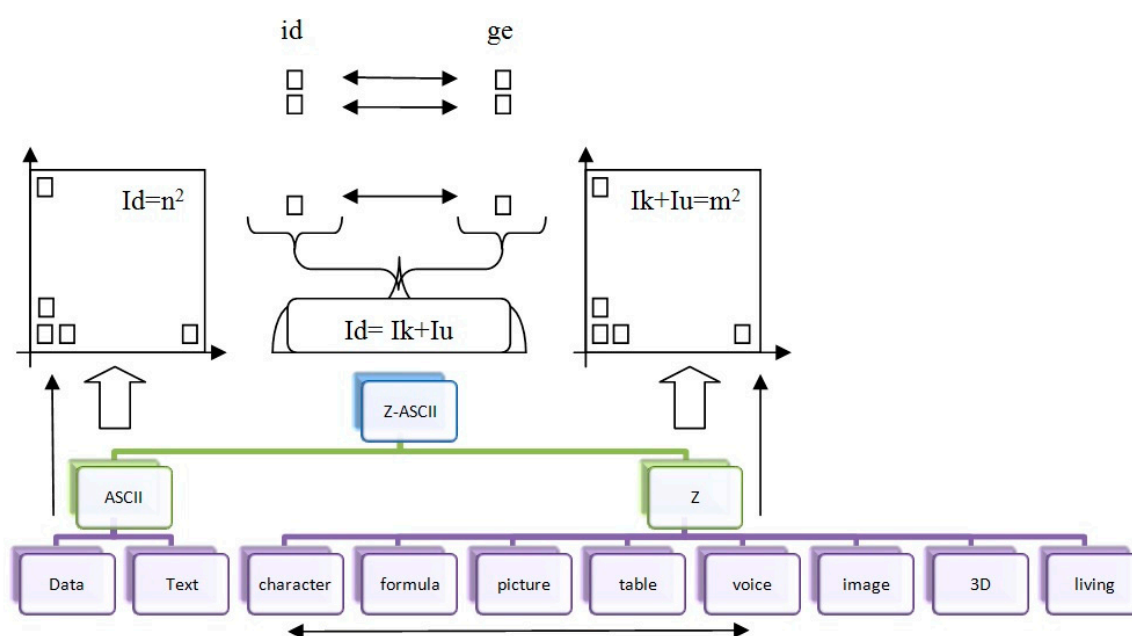 id ge
Id=n²
Ik+Iu=m²
Id= Ik+Iu
Z-ASCII
ASCII Z
Data Text character formula picture table voice image 3D living